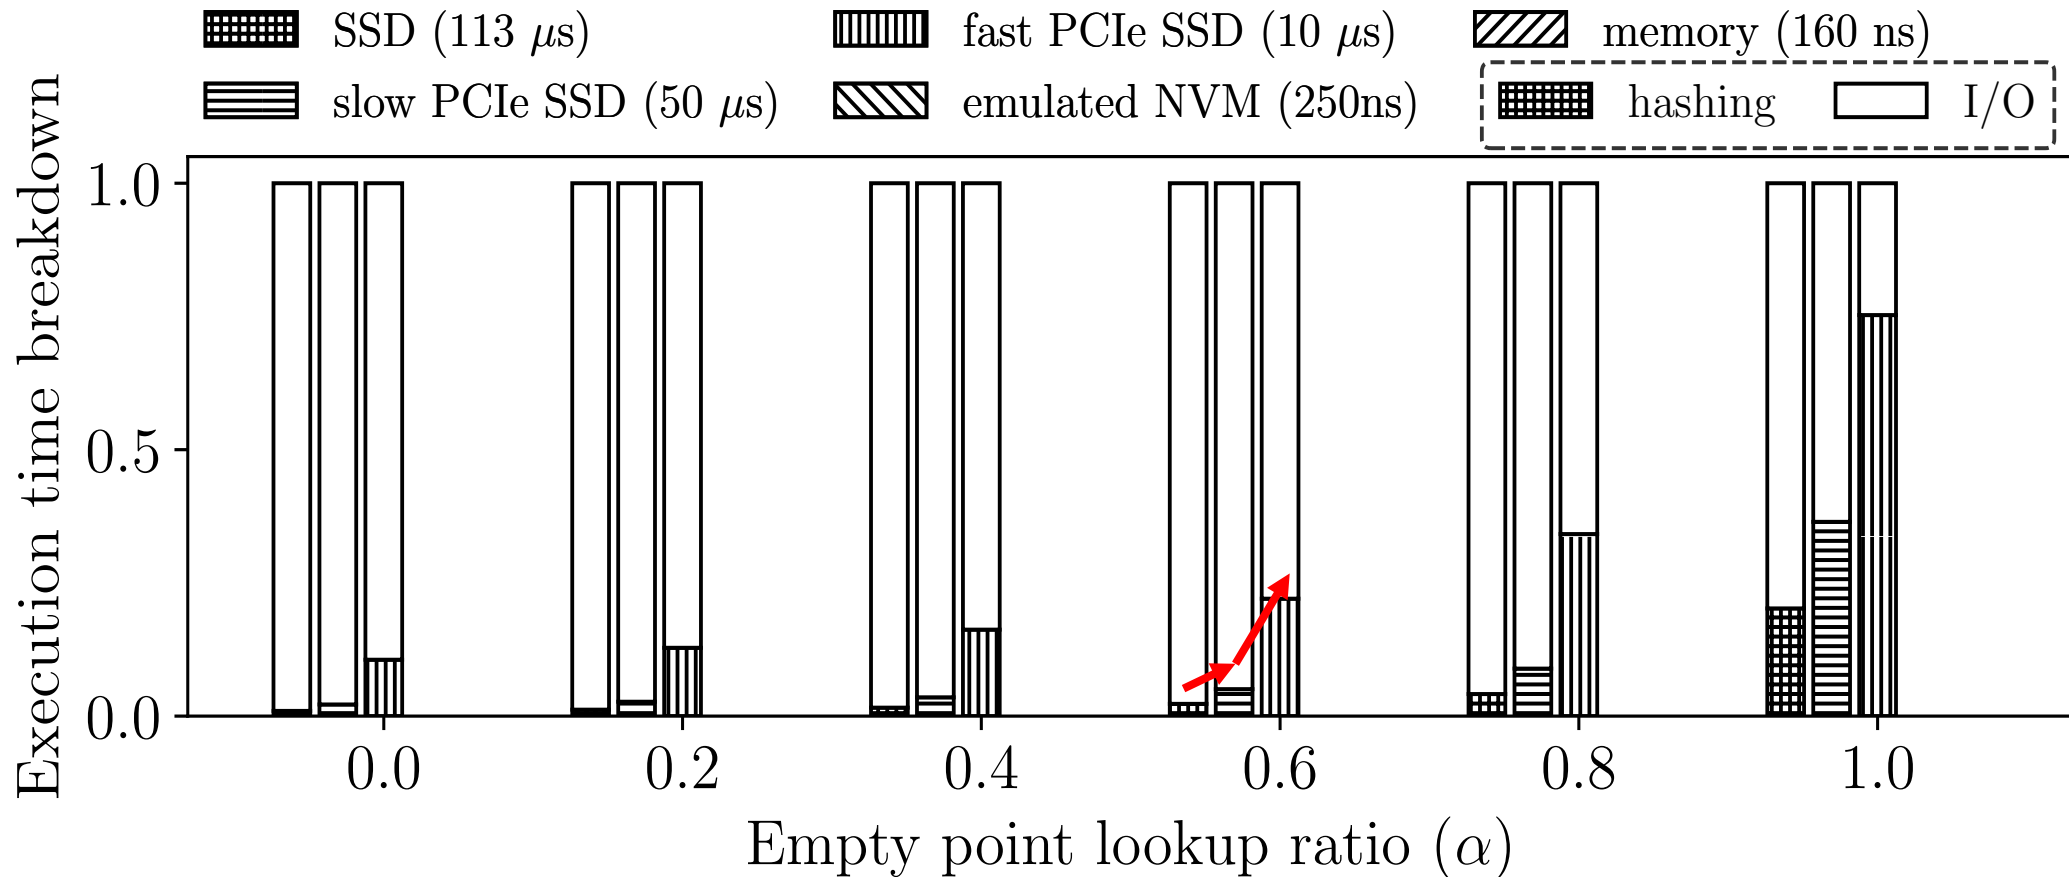 SSD (113 μs)
fast PCIe SSD (10 μs)
memory (160 ns)
slow PCIe SSD (50 μs)
emulated NVM (250ns)
hashing
I/O
Execution time breakdown
1.0
0.5
0.0
0.0 0.2 0.4 0.6 0.8 1.0
Empty point lookup ratio (α)